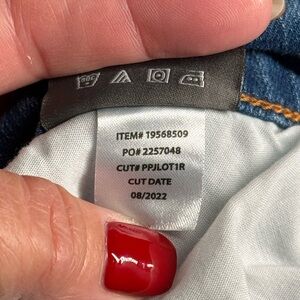 ITEM# 19568509
PO# 2257048
CUT# PPJLOT1R
CUT DATE
08/2022